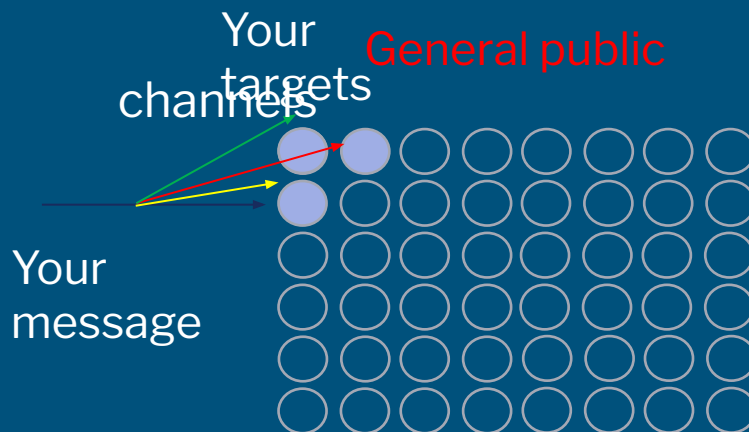 Your
targets
General public
channels
Your
message